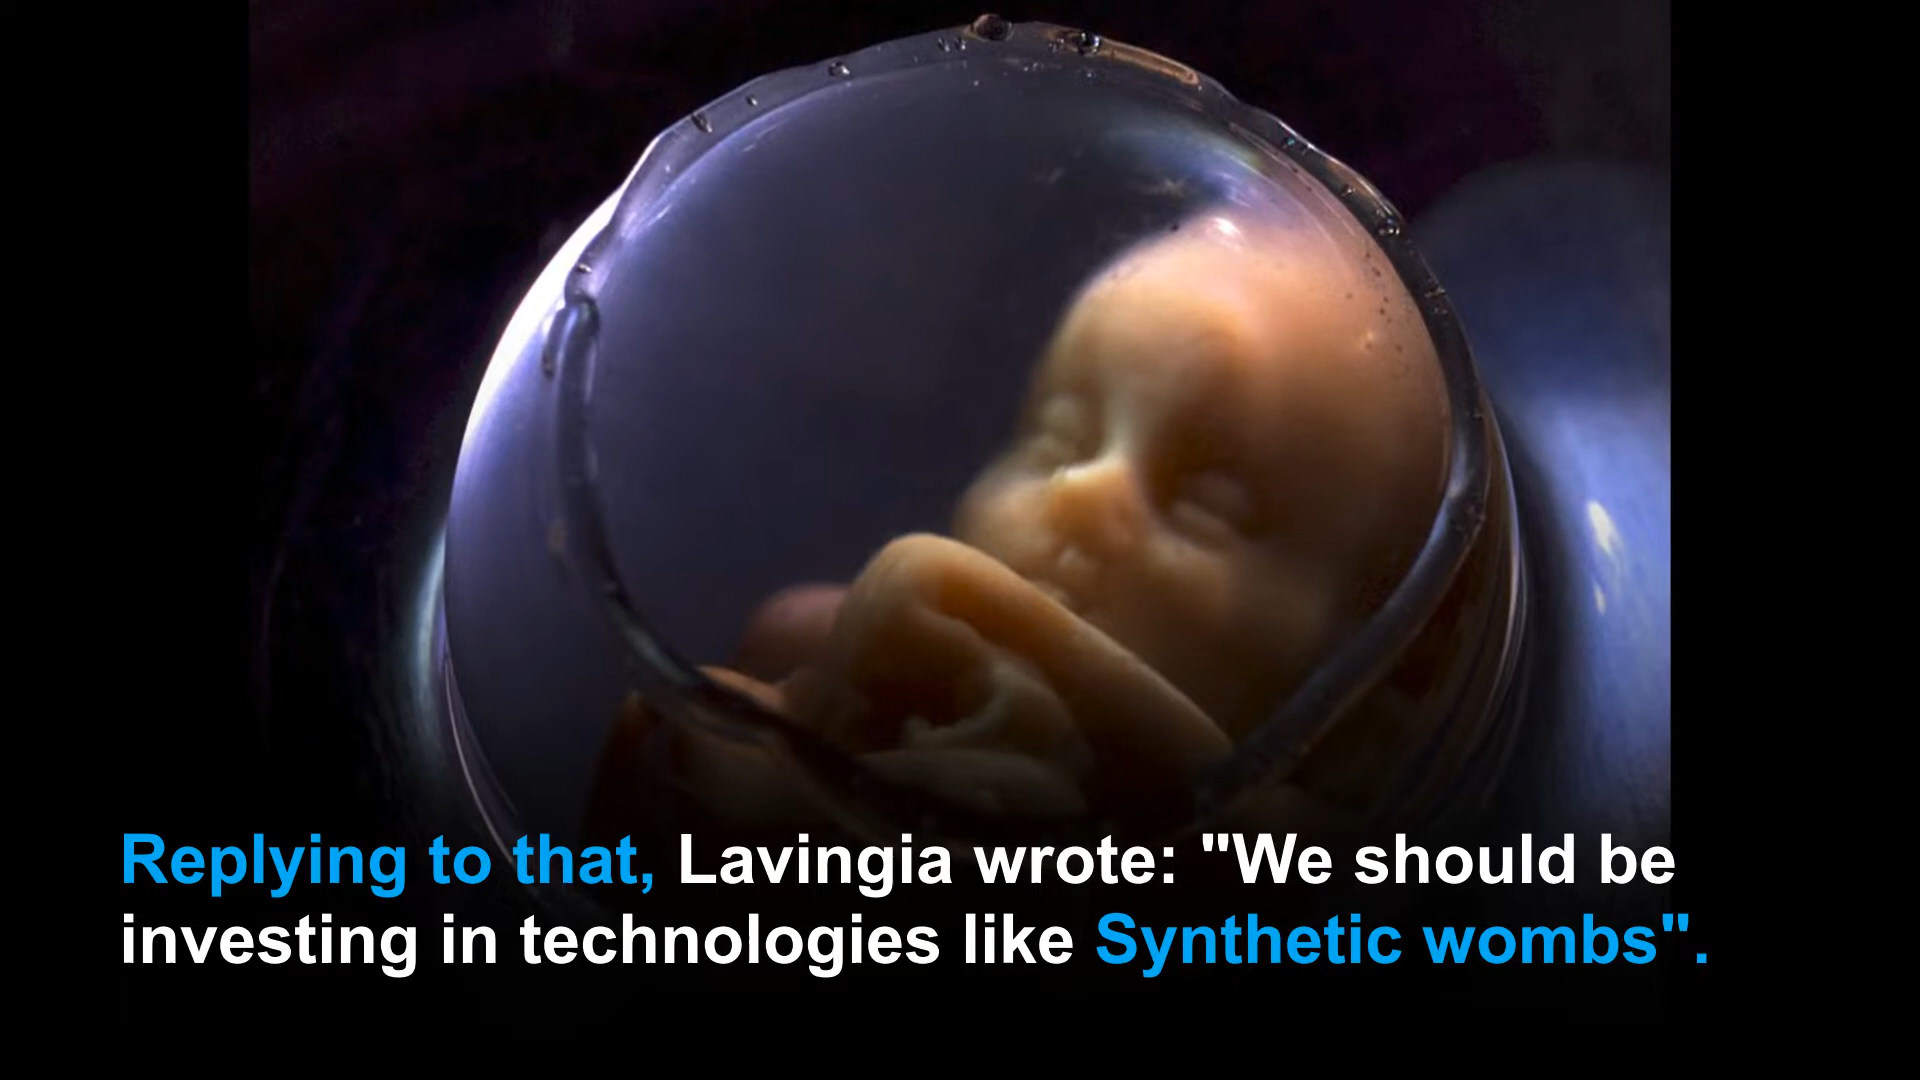 Replying to that, Lavingia wrote: "We should be
investing in technologies like Synthetic wombs".